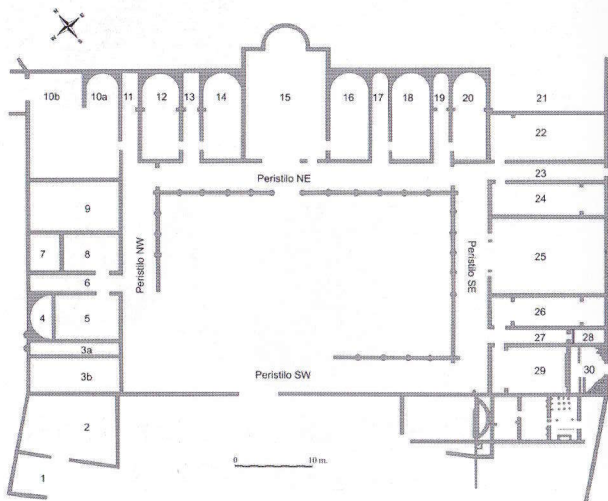 21
10b 10a 11 12 13 14 15 16 17 18 19 20
22
23
Peristilo NE
24
9
Peristilo NW
Peristilo SE
7 8
25
6
4 5
26
27 28
3a
29 30
3b
Peristilo SW
2
1
0 10 m.